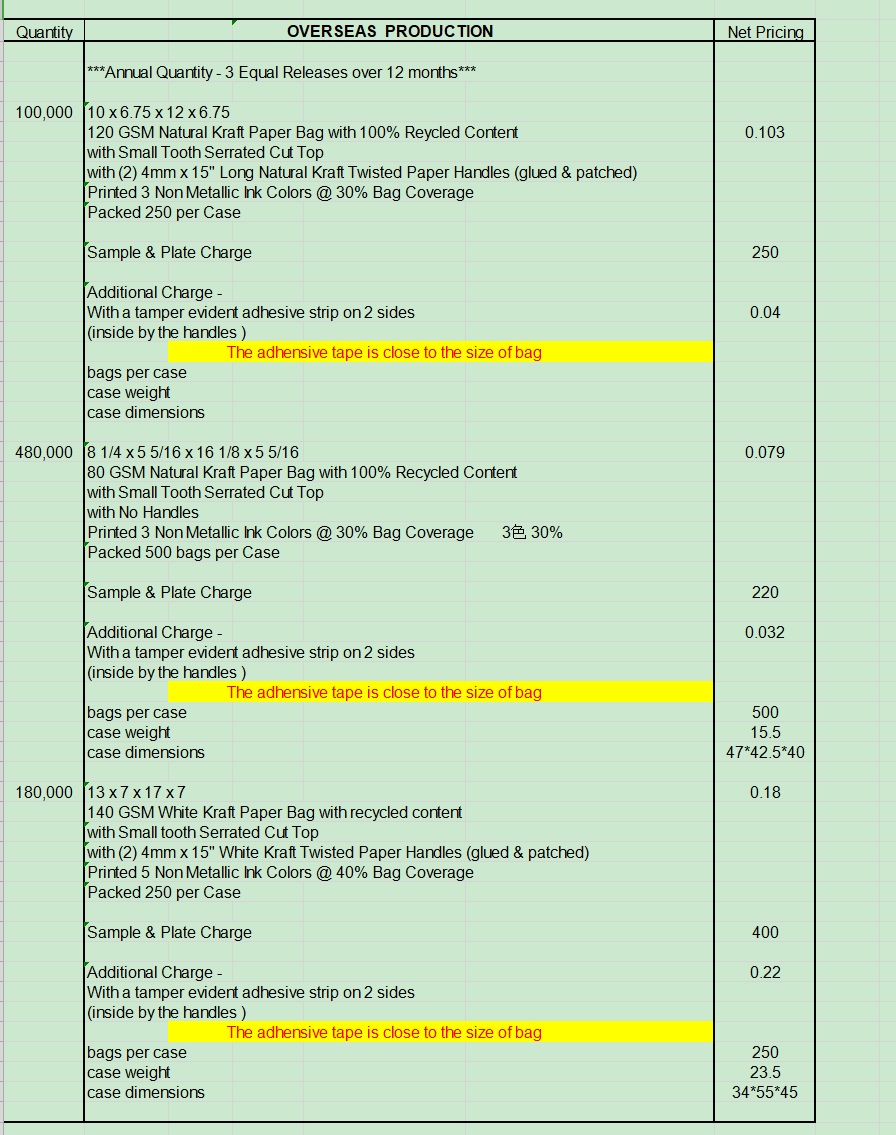 Quantity OVERSEAS PRODUCTION Net Pricing
***Annual Quantity - 3 Equal Releases over 12 months***
100,000 10 x 6.75 x 12 x 6.75
120 GSM Natural Kraft Paper Bag with 100% Reycled Content 0.103
with Small Tooth Serrated Cut Top
with (2) 4mm x 15" Long Natural Kraft Twisted Paper Handles (glued & patched)
Printed 3 Non Metallic Ink Colors @ 30% Bag Coverage
Packed 250 per Case
Sample & Plate Charge 250
Additional Charge -
With a tamper evident adhesive strip on 2 sides 0.04
(inside by the handles )
The adhensive tape is close to the size of bag
bags per case
case weight
case dimensions
480,000 8 1/4 x 5 5/16 x 16 1/8 x 5 5/16 0.079
80 GSM Natural Kraft Paper Bag with 100% Recycled Content
with Small Tooth Serrated Cut Top
with No Handles
Printed 3 Non Metallic Ink Colors @ 30% Bag Coverage 3色 30%
Packed 500 bags per Case
Sample & Plate Charge 220
Additional Charge - 0.032
With a tamper evident adhesive strip on 2 sides
(inside by the handles )
The adhensive tape is close to the size of bag
bags per case 500
case weight 15.5
case dimensions 47*42.5*40
180,000 13 x 7 x 17 x 7 0.18
140 GSM White Kraft Paper Bag with recycled content
with Small tooth Serrated Cut Top
with (2) 4mm x 15" White Kraft Twisted Paper Handles (glued & patched)
Printed 5 Non Metallic Ink Colors @ 40% Bag Coverage
Packed 250 per Case
Sample & Plate Charge 400
Additional Charge - 0.22
With a tamper evident adhesive strip on 2 sides
(inside by the handles )
The adhensive tape is close to the size of bag
bags per case 250
case weight 23.5
case dimensions 34*55*45